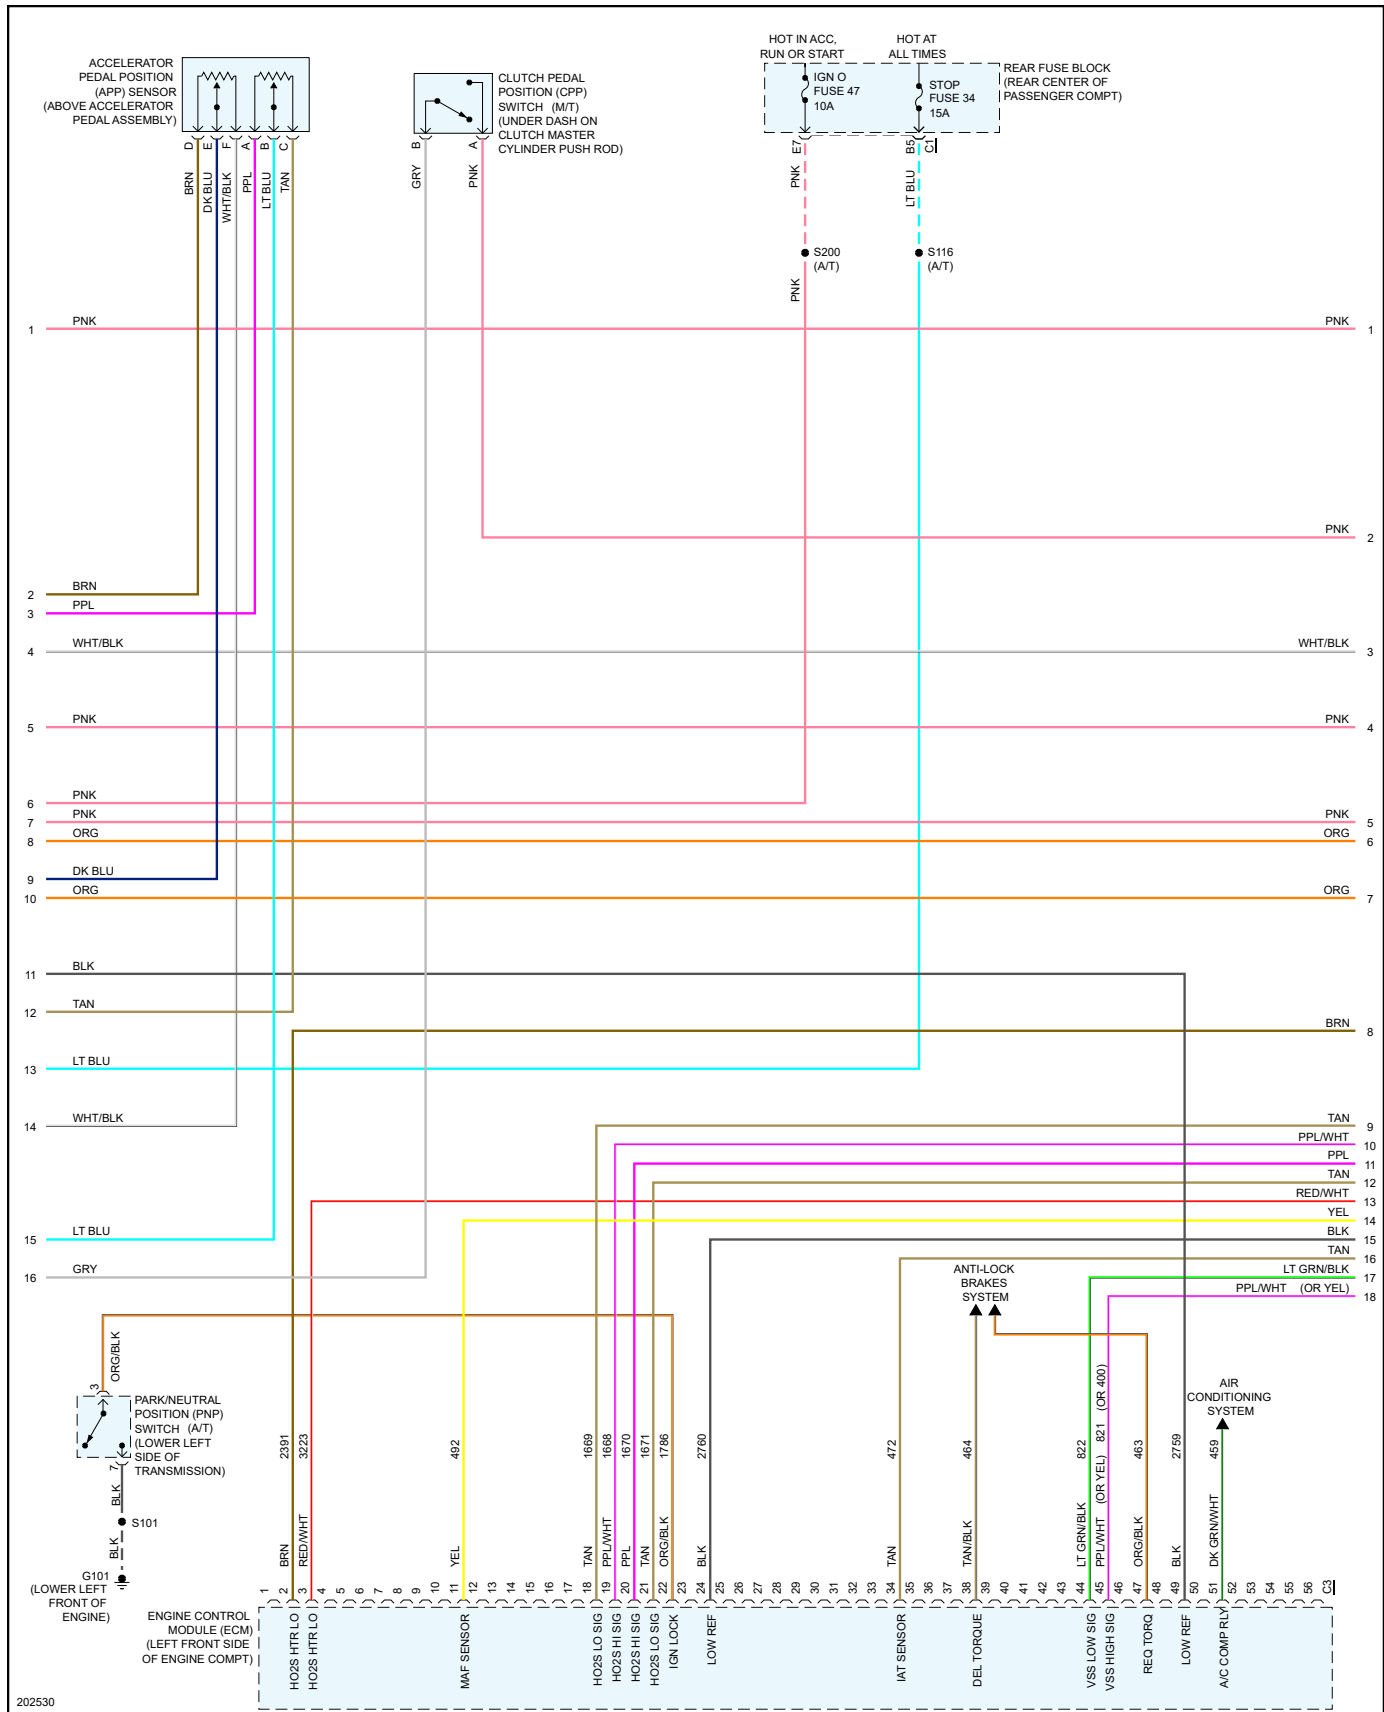 ACCELERATOR
PEDAL POSITION
(APP) SENSOR
(ABOVE ACCELERATOR
PEDAL ASSEMBLY)
D E F A B C
BRN
DK BLU
WHT/BLK
PPL
LT BLU
TAN
CLUTCH PEDAL
POSITION (CPP)
SWITCH (M/T)
(UNDER DASH ON
CLUTCH MASTER
CYLINDER PUSH ROD)
B A
GRY
PNK
HOT IN ACC,
RUN OR START
HOT AT
ALL TIMES
IGN O
FUSE 47
10A
STOP
FUSE 34
15A
REAR FUSE BLOCK
(REAR CENTER OF
PASSENGER COMPT)
E7 B5 C1
PNK
LT BLU
S200
(A/T)
S116
(A/T)
PNK
1 PNK PNK 1
PNK 2
2 BRN
3 PPL
4 WHT/BLK WHT/BLK 3
5 PNK PNK 4
6 PNK
7 PNK PNK 5
8 ORG ORG 6
9 DK BLU
10 ORG ORG 7
11 BLK
12 TAN
BRN 8
13 LT BLU
14 WHT/BLK
TAN 9
PPL/WHT 10
PPL 11
TAN 12
RED/WHT 13
YEL 14
15 LT BLU
BLK 15
TAN 16
16 GRY
LT GRN/BLK 17
PPL/WHT (OR YEL) 18
ANTI-LOCK
BRAKES
SYSTEM
AIR
CONDITIONING
SYSTEM
ORG/BLK
3
PARK/NEUTRAL
POSITION (PNP)
SWITCH (A/T)
(LOWER LEFT
SIDE OF
TRANSMISSION)
7
BLK
S101
BLK
G101
(LOWER LEFT
FRONT OF
ENGINE)
2391
3223
492
1669
1668
1670
1671
1786
2760
472
464
822
821 (OR 400)
463
2759
459
BRN
RED/WHT
YEL
TAN
PPL/WHT
PPL
TAN
ORG/BLK
BLK
TAN
TAN/BLK
LT GRN/BLK
PPL/WHT (OR YEL)
ORG/BLK
BLK
DK GRN/WHT
1 2 3 4 5 6 7 8 9 10 11 12 13 14 15 16 17 18 19 20 21 22 23 24 25 26 27 28 29 30 31 32 33 34 35 36 37 38 39 40 41 42 43 44 45 46 47 48 49 50 51 52 53 54 55 56 C3
ENGINE CONTROL
MODULE (ECM)
(LEFT FRONT SIDE
OF ENGINE COMPT)
HO2S HTR LO
HO2S HTR LO
MAF SENSOR
HO2S LO SIG
HO2S HI SIG
HO2S HI SIG
HO2S LO SIG
IGN LOCK
LOW REF
IAT SENSOR
DEL TORQUE
VSS LOW SIG
VSS HIGH SIG
REQ TORQ
LOW REF
A/C COMP RLY
202530